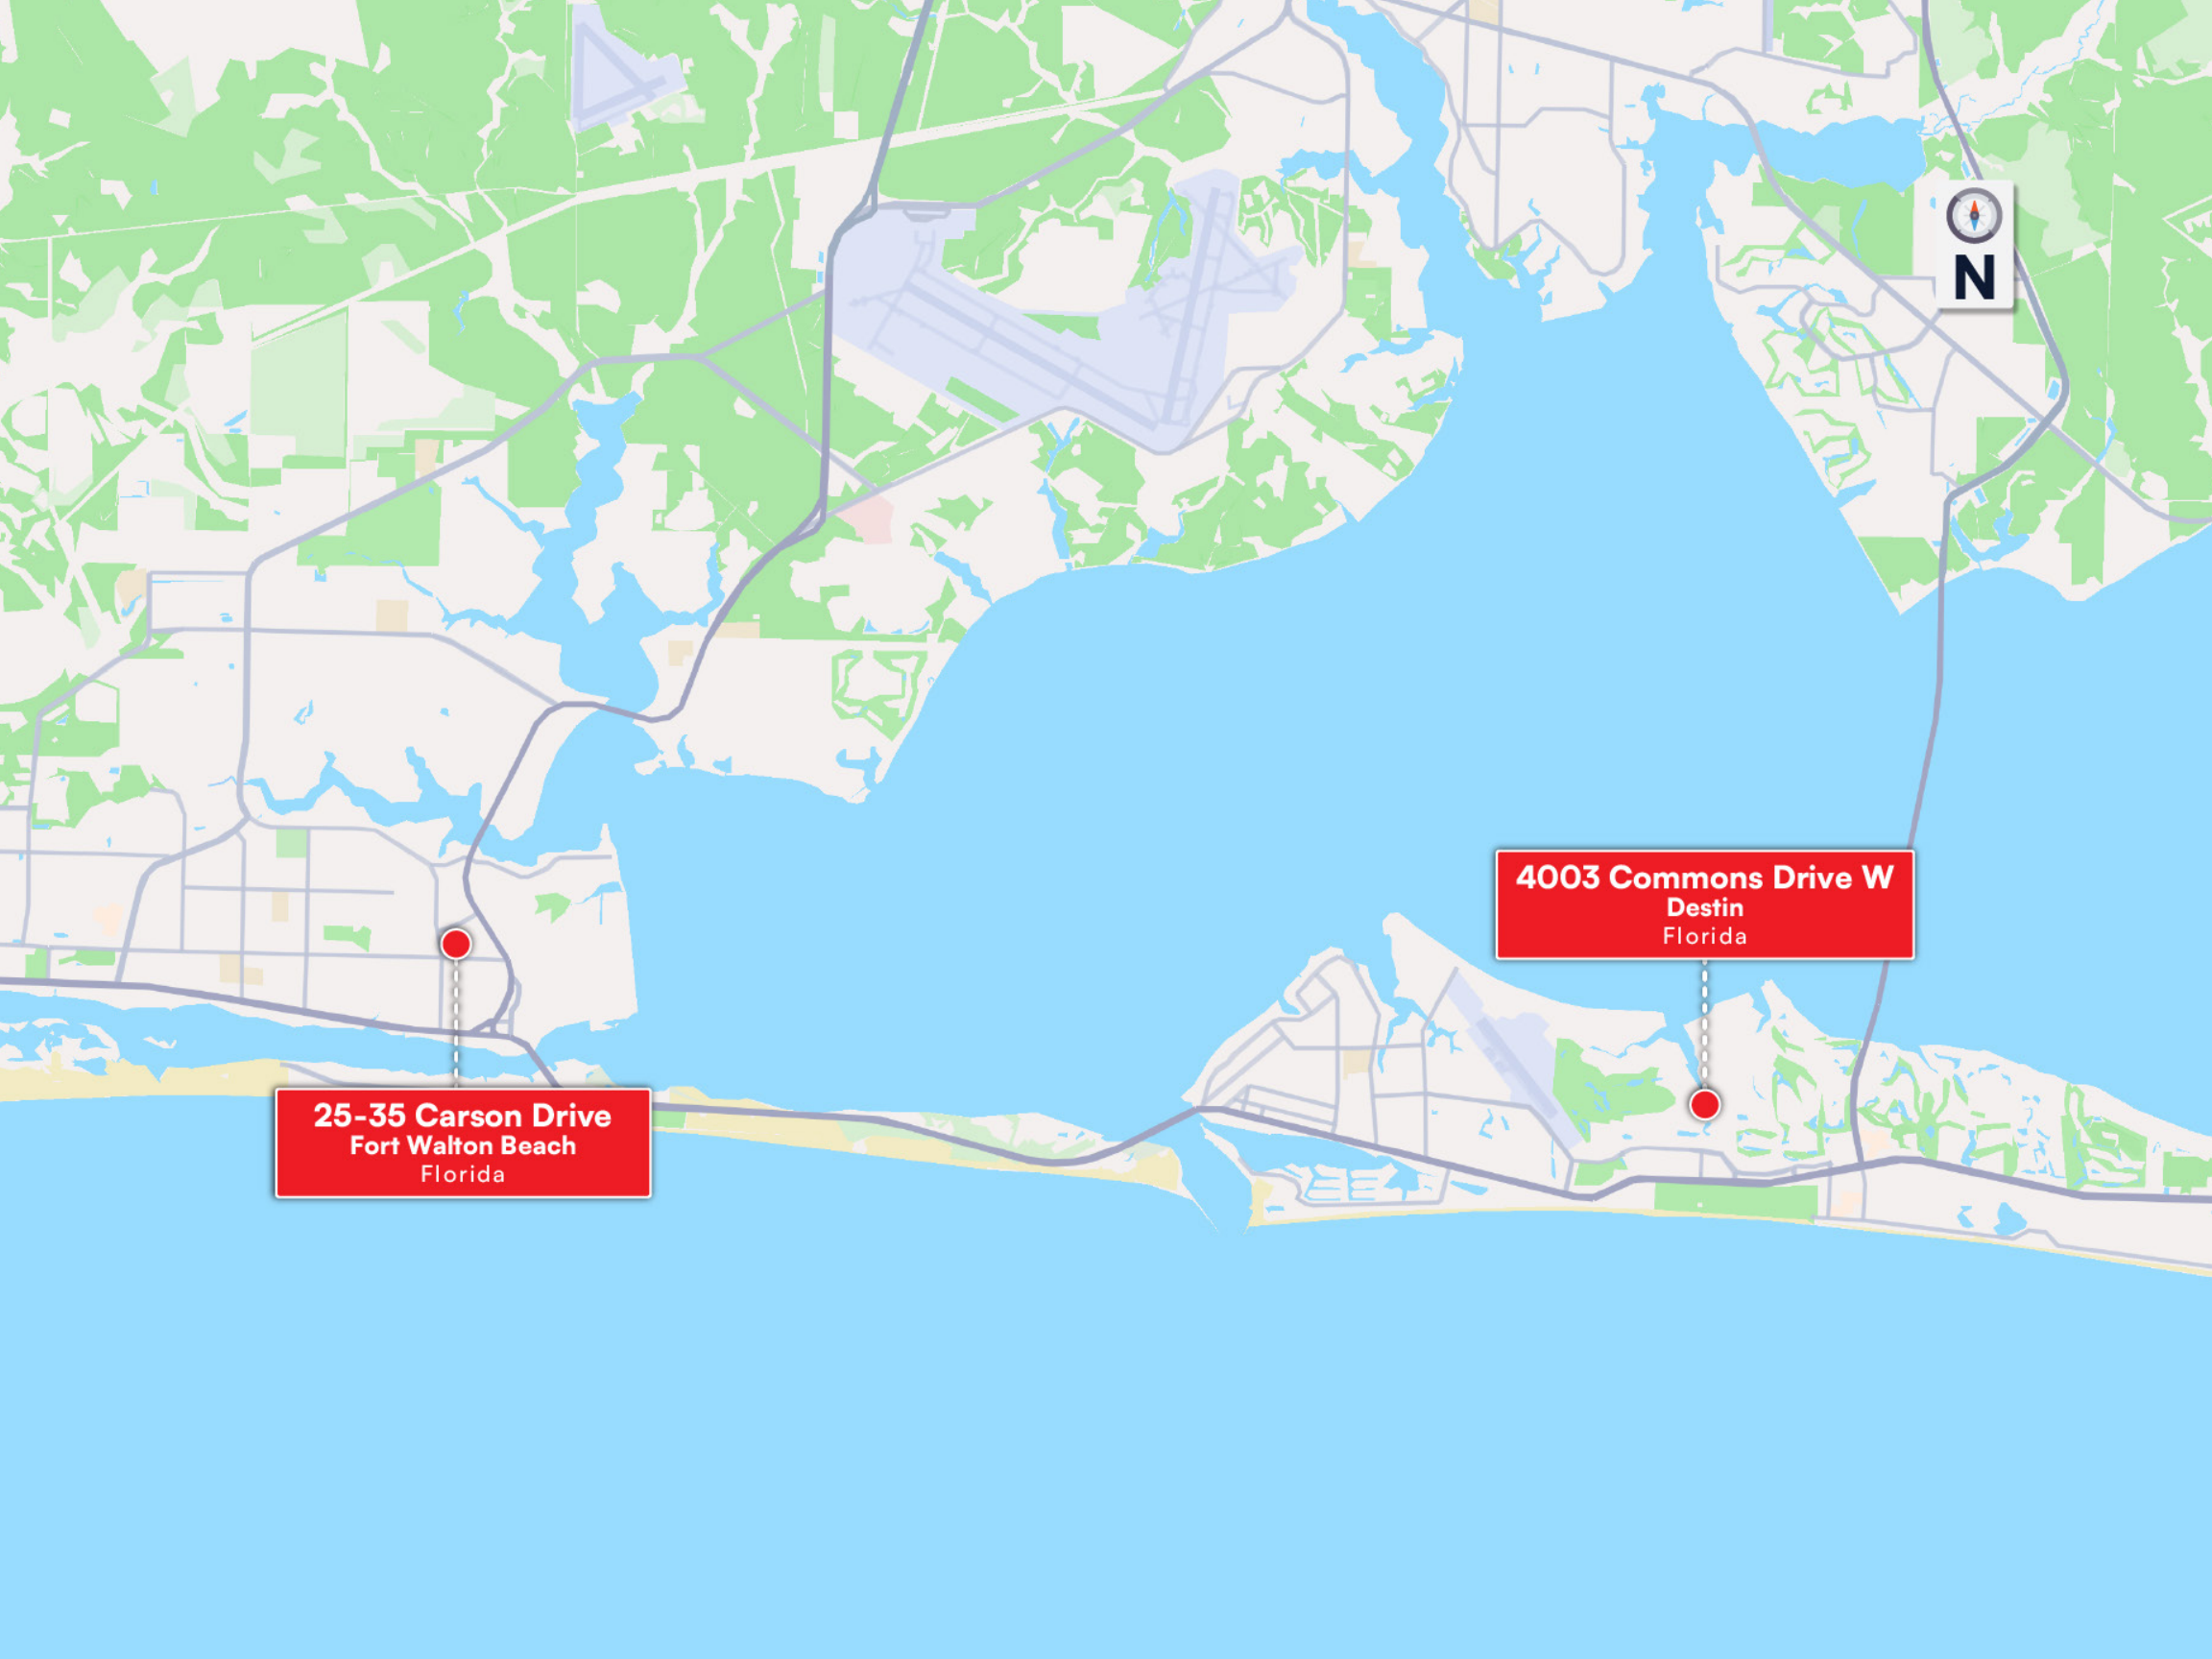 N
4003 Commons Drive W
Destin
Florida
25-35 Carson Drive
Fort Walton Beach
Florida